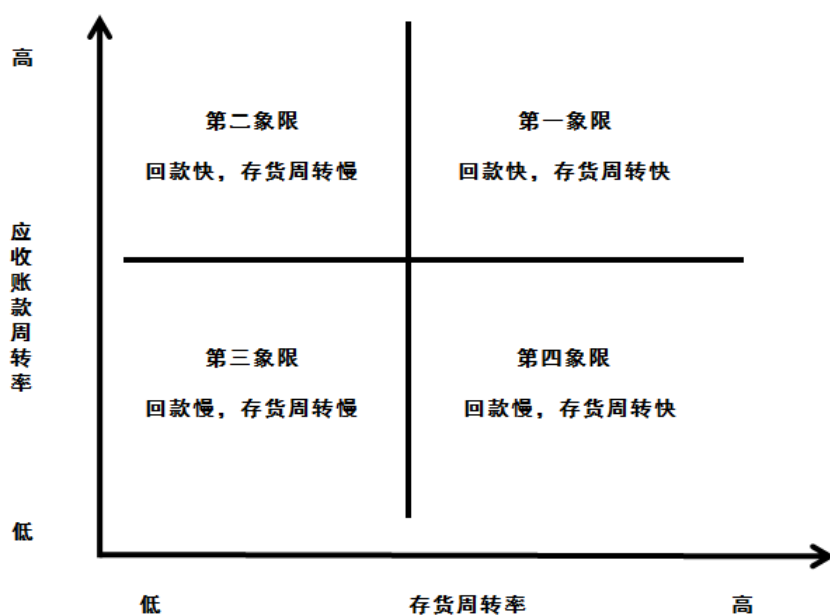 高
第二象限
回款快，存货周转慢
第一象限
回款快，存货周转快
应收账款周转率
第三象限
回款慢，存货周转慢
第四象限
回款慢，存货周转快
低
低
存货周转率
高